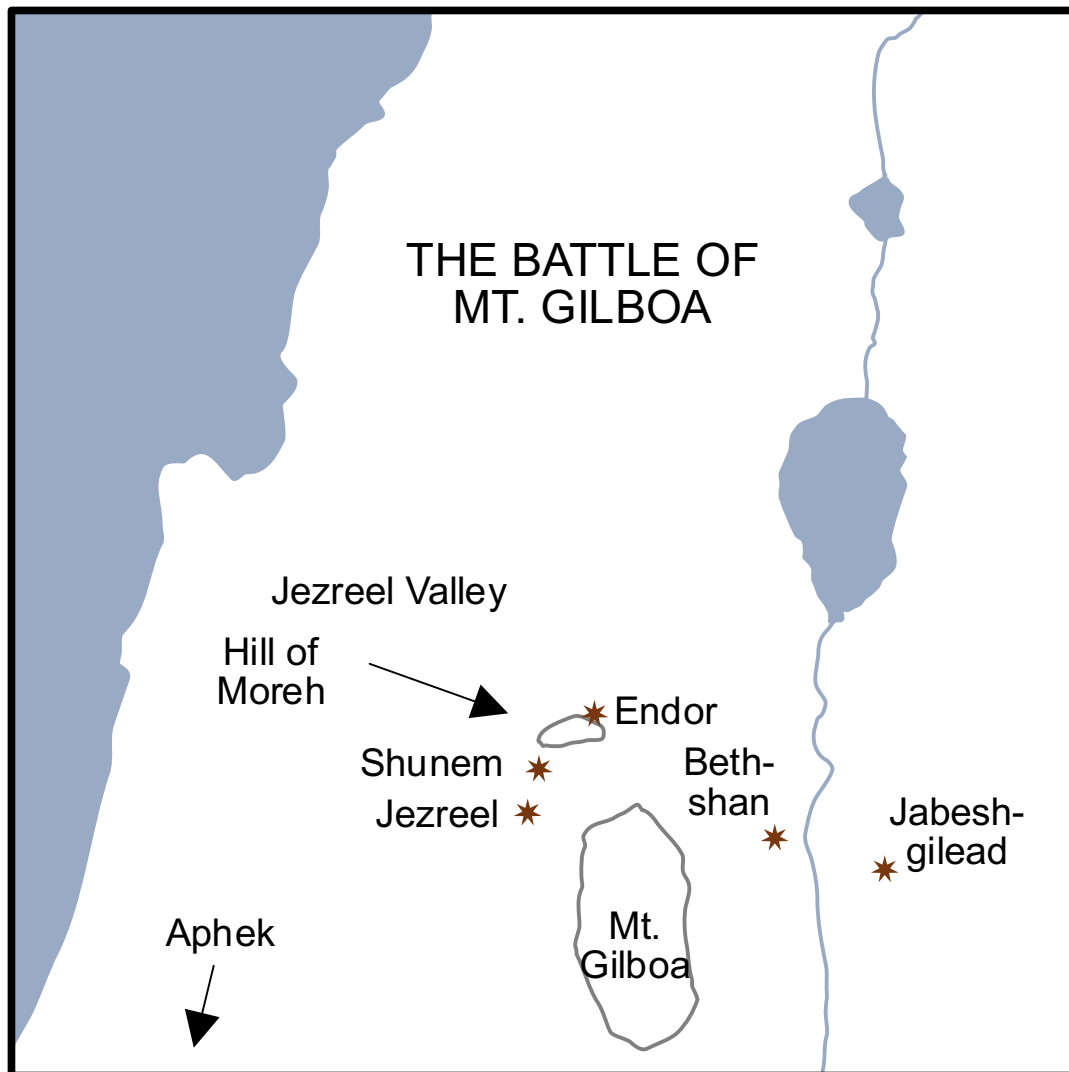 THE BATTLE OF
MT. GILBOA
Jezreel Valley
Hill of
Moreh
Endor
Shunem
Beth-
shan
Jezreel
Jabesh-
gilead
Aphek
Mt.
Gilboa